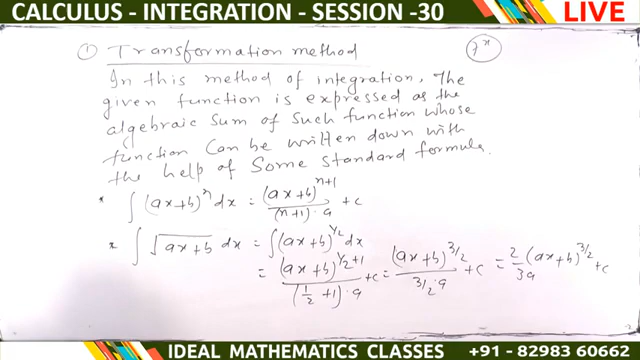 CALCULUS - INTEGRATION - SESSION -30
LIVE
① Transformation method
7ⁿ
In this method of integration, The
given function is expressed as the
algebraic sum of such function whose
function can be written down with
the help of Some standard formula.
* ∫ (ax+b)ⁿ dx = (ax+b)ⁿ⁺¹ / (n+1)·a + c
* ∫ √(ax+b) dx = ∫ (ax+b)^(1/2) dx
= (ax+b)^(1/2+1) / (1/2 +1)·a + c = (ax+b)^(3/2) / 3/2·a + c = 2/3a (ax+b)^(3/2) + c
IDEAL MATHEMATICS CLASSES
+91 - 82983 60662